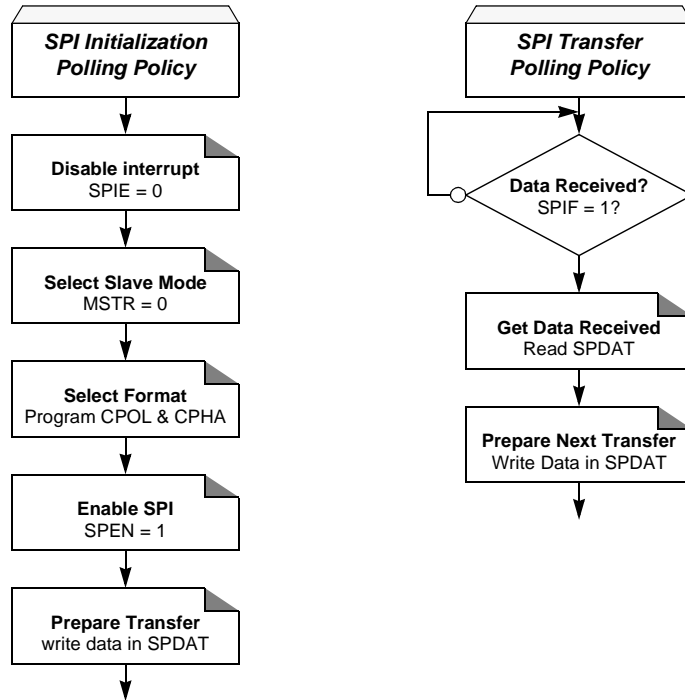 SPI Initialization
Polling Policy
Disable interrupt
SPIE = 0
Select Slave Mode
MSTR = 0
Select Format
Program CPOL & CPHA
Enable SPI
SPEN = 1
Prepare Transfer
write data in SPDAT
SPI Transfer
Polling Policy
Data Received?
SPIF = 1?
Get Data Received
Read SPDAT
Prepare Next Transfer
Write Data in SPDAT